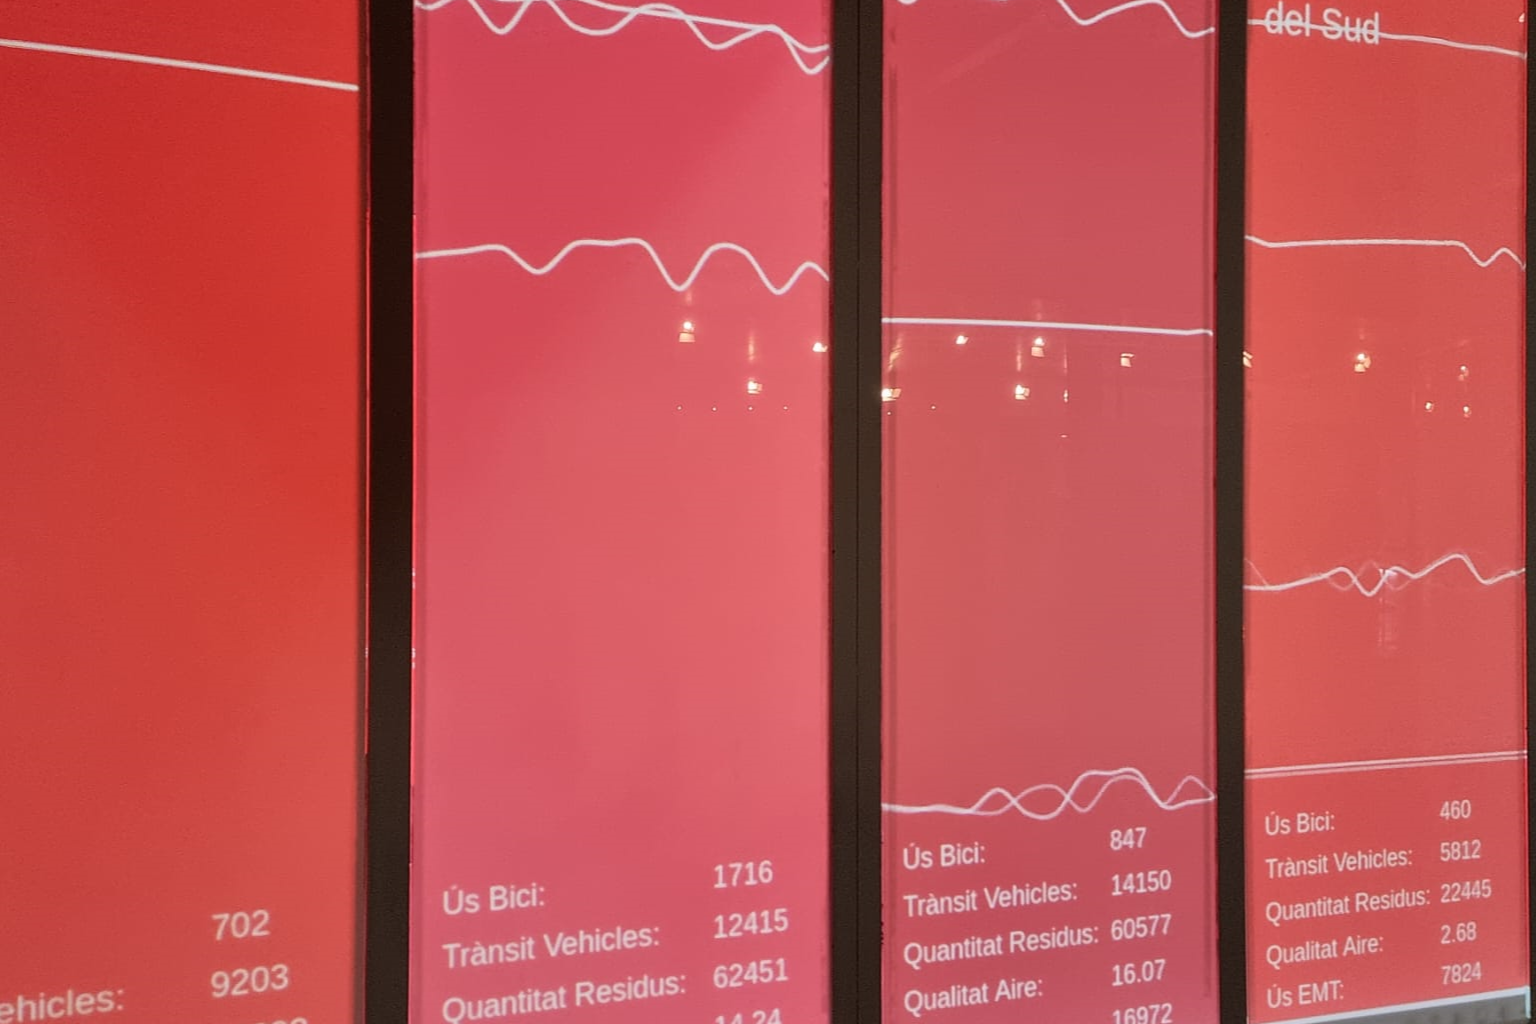 702
ehicles: 9203
Ús Bici: 1716
Trànsit Vehicles: 12415
Quantitat Residus: 62451
14.24
Ús Bici: 847
Trànsit Vehicles: 14150
Quantitat Residus: 60577
Qualitat Aire: 16.07
16972
del Sud
Ús Bici: 460
Trànsit Vehicles: 5812
Quantitat Residus: 22445
Qualitat Aire: 2.68
Ús EMT: 7824